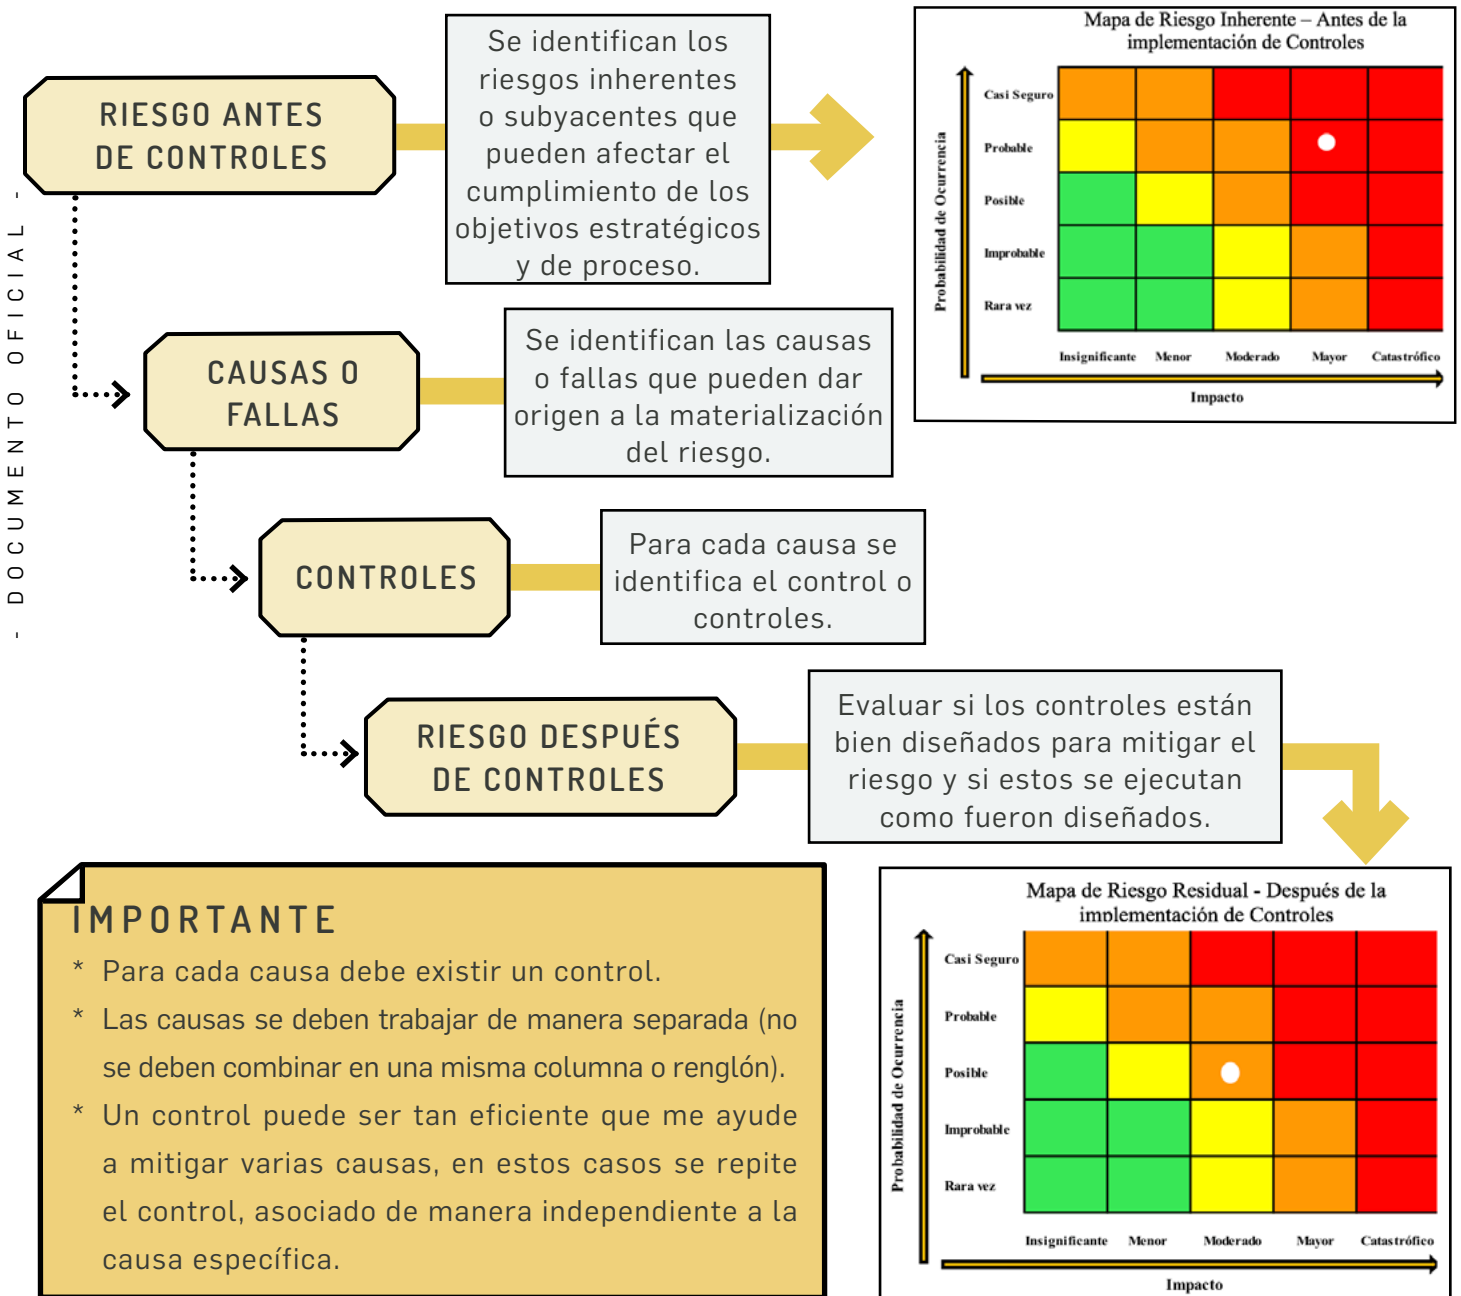 - DOCUMENTO OFICIAL -
RIESGO ANTES
DE CONTROLES
Se identifican los
riesgos inherentes
o subyacentes que
pueden afectar el
cumplimiento de los
objetivos estratégicos
y de proceso.
Mapa de Riesgo Inherente – Antes de la
implementación de Controles
Probabilidad de Ocurrencia
Casi Seguro
Probable
Posible
Improbable
Rara vez
Insignificante Menor Moderado Mayor Catastrófico
Impacto
CAUSAS O
FALLAS
Se identifican las causas
o fallas que pueden dar
origen a la materialización
del riesgo.
CONTROLES
Para cada causa se
identifica el control o
controles.
RIESGO DESPUÉS
DE CONTROLES
Evaluar si los controles están
bien diseñados para mitigar el
riesgo y si estos se ejecutan
como fueron diseñados.
IMPORTANTE
* Para cada causa debe existir un control.
* Las causas se deben trabajar de manera separada (no
se deben combinar en una misma columna o renglón).
* Un control puede ser tan eficiente que me ayude
a mitigar varias causas, en estos casos se repite
el control, asociado de manera independiente a la
causa específica.
Mapa de Riesgo Residual - Después de la
implementación de Controles
Probabilidad de Ocurrencia
Casi Seguro
Probable
Posible
Improbable
Rara vez
Insignificante Menor Moderado Mayor Catastrófico
Impacto